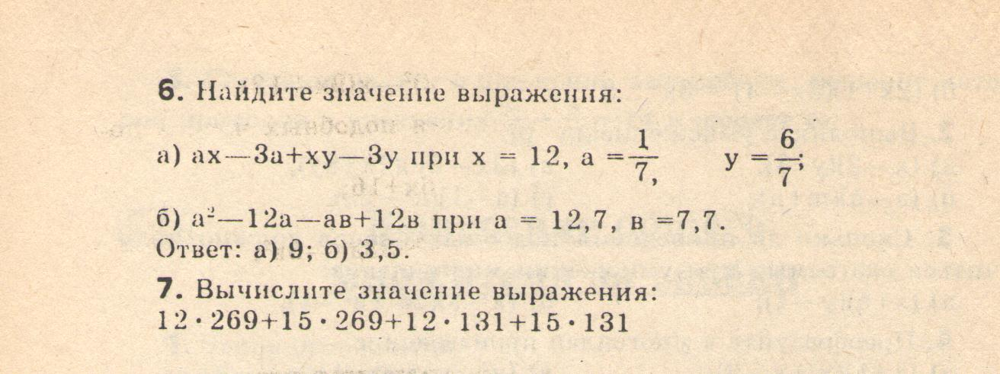 6. Найдите значение выражения:
а) ах—3а+ху—3у при х = 12, а = 1/7, у = 6/7;
б) а²—12а—ав+12в при а = 12,7, в =7,7.
Ответ: а) 9; б) 3,5.
7. Вычислите значение выражения:
12·269+15·269+12·131+15·131